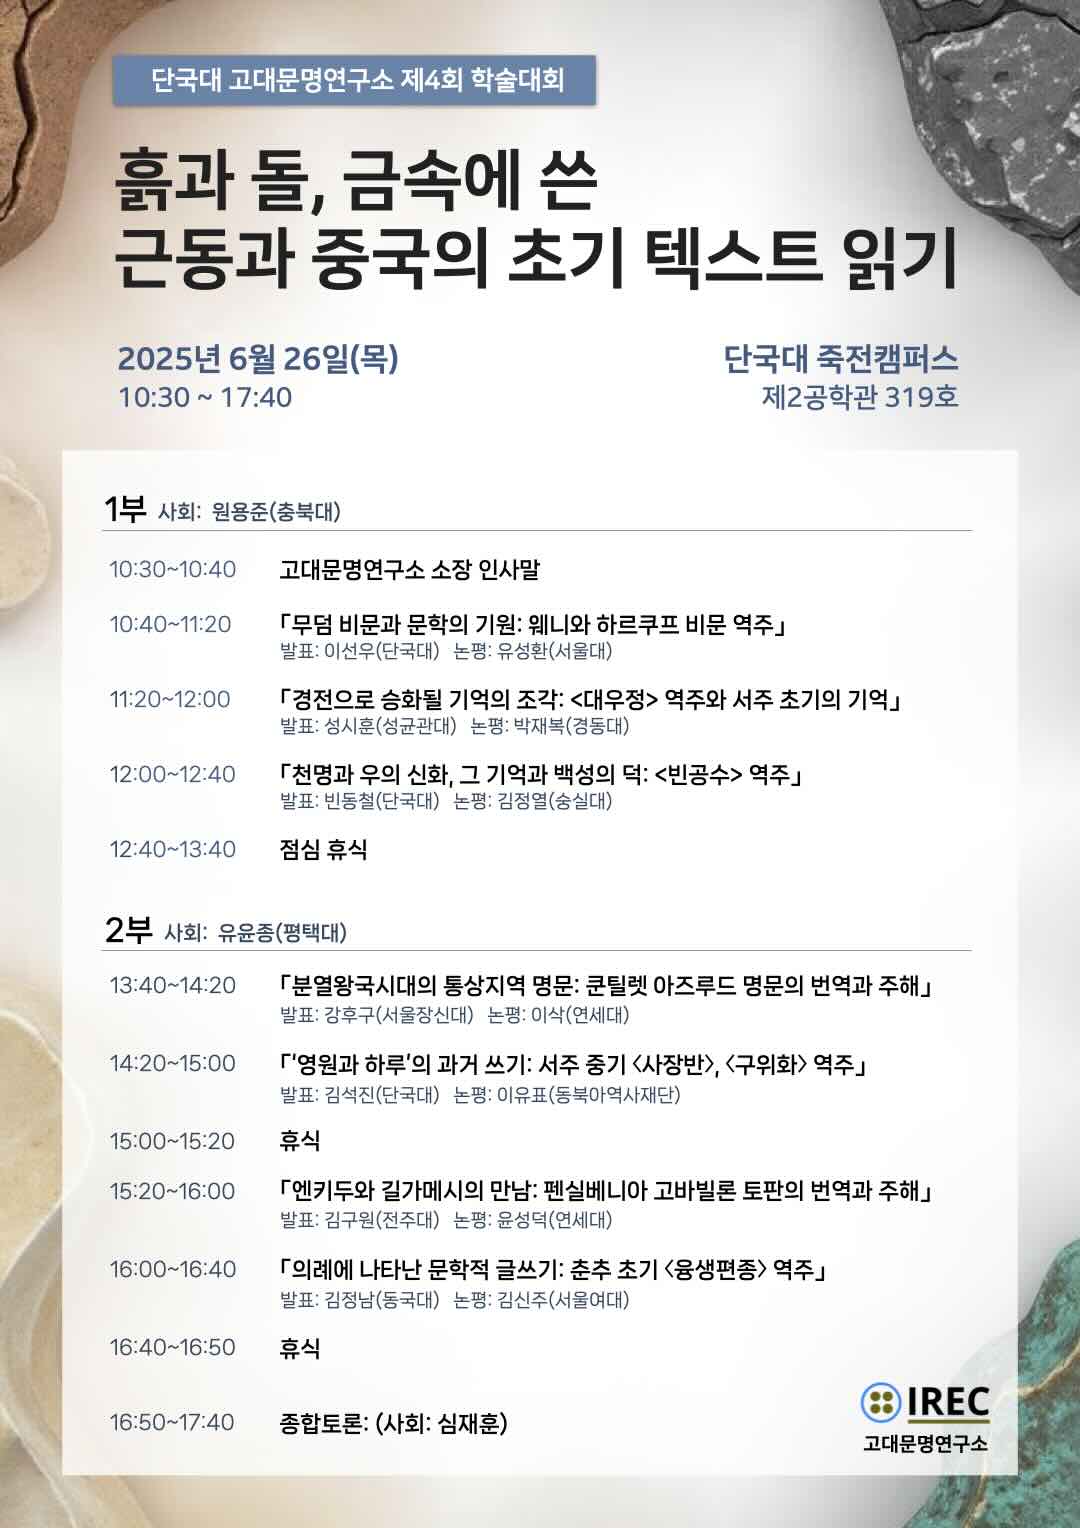 단국대 고대문명연구소 제4회 학술대회
흙과 돌, 금속에 쓴
근동과 중국의 초기 텍스트 읽기
2025년 6월 26일(목)
10:30 ~ 17:40
단국대 죽전캠퍼스
제2공학관 319호
1부 사회: 원용준(충북대)
10:30~10:40 고대문명연구소 소장 인사말
10:40~11:20 「무덤 비문과 문학의 기원: 웨니와 하르쿠프 비문 역주」
발표: 이선우(단국대) 논평: 유성환(서울대)
11:20~12:00 「경전으로 승화될 기억의 조각: <대우정> 역주와 서주 초기의 기억」
발표: 성시훈(성균관대) 논평: 박재복(경동대)
12:00~12:40 「천명과 우의 신화, 그 기억과 백성의 덕: <빈공수> 역주」
발표: 빈동철(단국대) 논평: 김정열(숭실대)
12:40~13:40 점심 휴식
2부 사회: 유윤종(평택대)
13:40~14:20 「분열왕국시대의 통상지역 명문: 쿤틸렛 아즈루드 명문의 번역과 주해」
발표: 강후구(서울장신대) 논평: 이삭(연세대)
14:20~15:00 「‘영원과 하루’의 과거 쓰기: 서주 중기 〈사장반〉, 〈구위화〉 역주」
발표: 김석진(단국대) 논평: 이유표(동북아역사재단)
15:00~15:20 휴식
15:20~16:00 「엔키두와 길가메시의 만남: 펜실베니아 고바빌론 토판의 번역과 주해」
발표: 김구원(전주대) 논평: 윤성덕(연세대)
16:00~16:40 「의례에 나타난 문학적 글쓰기: 춘추 초기 〈융생편종〉 역주」
발표: 김정남(동국대) 논평: 김신주(서울여대)
16:40~16:50 휴식
16:50~17:40 종합토론: (사회: 심재훈)
IREC
고대문명연구소